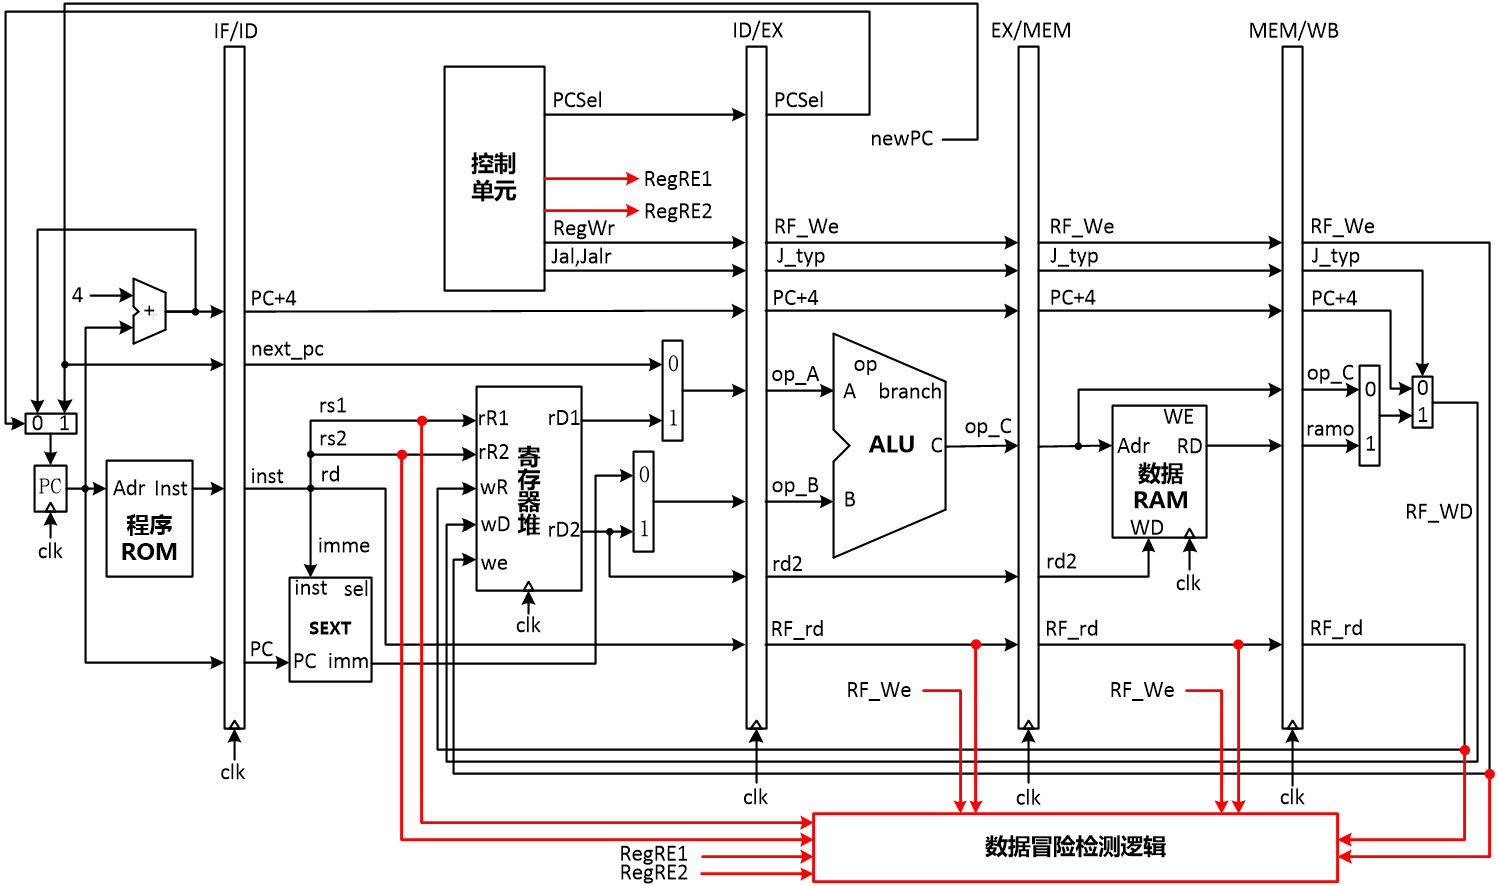 IF/ID
ID/EX
EX/MEM
MEM/WB
PCSel
PCSel
newPC
控制
单元
RegRE1
RegRE2
RegWr
RF_We
RF_We
RF_We
Jal,Jalr
J_typ
J_typ
J_typ
4
+
PC+4
PC+4
PC+4
PC+4
next_pc
0
1
op_A
op
A
branch
ALU
C
B
op_C
op_C
0
1
0
1
rs1
rs2
rd
rR1
rR2
wR
wD
we
rD1
rD2
寄存器堆
clk
0 1
PC
clk
Adr Inst
程序
ROM
inst
imme
inst sel
SEXT
PC imm
PC
0
1
op_B
WE
Adr RD
数据
RAM
WD
clk
ramo
RF_WD
rd2
rd2
RF_rd
RF_rd
RF_rd
RF_We
RF_We
clk
clk
clk
clk
RegRE1
RegRE2
数据冒险检测逻辑